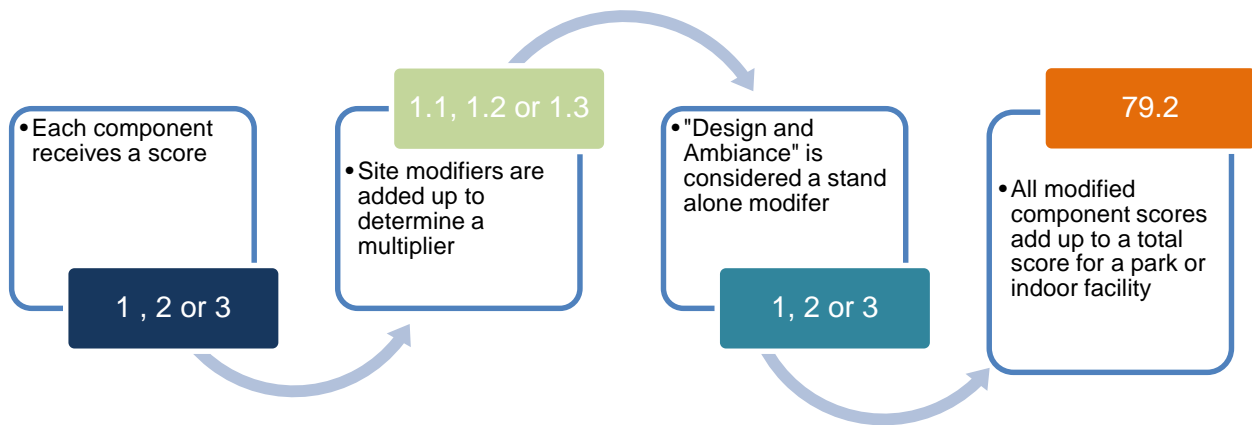 •Each component
receives a score
1 , 2 or 3
1.1, 1.2 or 1.3
•Site modifiers are
added up to
determine a
multiplier
•"Design and
Ambiance" is
considered a stand
alone modifer
1, 2 or 3
79.2
•All modified
component scores
add up to a total
score for a park or
indoor facility